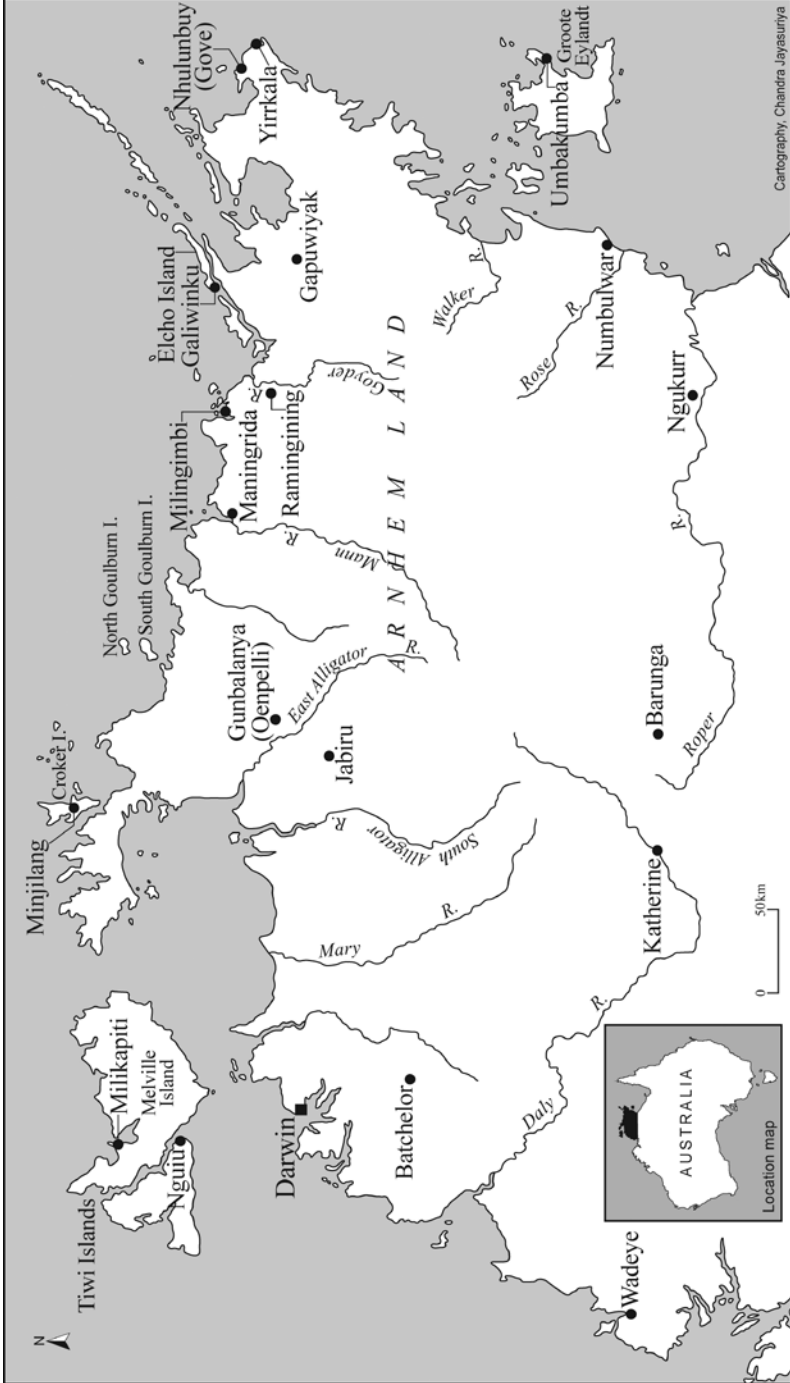 N
Tiwi Islands
Milikapiti
Melville
Island
Nguiu
Minjilang
Croker I.
North Goulburn I.
South Goulburn I.
Milingimbi
Elcho Island
Galiwinku
Nhulunbuy
(Gove)
Yirrkala
Darwin
Batchelor
Mary
R.
South
Alligator
R.
Jabiru
Gunbalanya
(Oenpelli)
East Alligator
R.
Mann
R.
Maningrida
Ramingining
Goyder
R.
Gapuwiyak
ARNHEM LAND
Walker
R.
Rose
R.
Numbulwar
Umbakumba
Groote
Eylandt
Ngukurr
Roper
R.
Barunga
Katherine
Daly
R.
Wadeye
AUSTRALIA
Location map
0
50km
Cartography, Chandra Jayasuriya